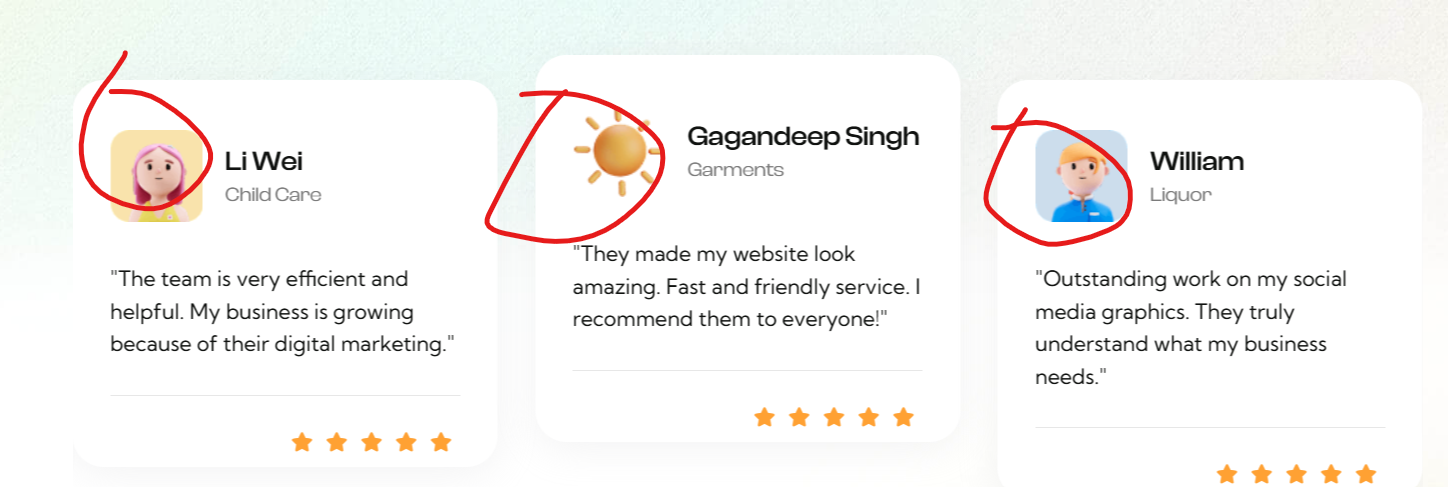 Li Wei
Child Care
"The team is very efficient and
helpful. My business is growing
because of their digital marketing."
Gagandeep Singh
Garments
"They made my website look
amazing. Fast and friendly service. I
recommend them to everyone!"
William
Liquor
"Outstanding work on my social
media graphics. They truly
understand what my business
needs."